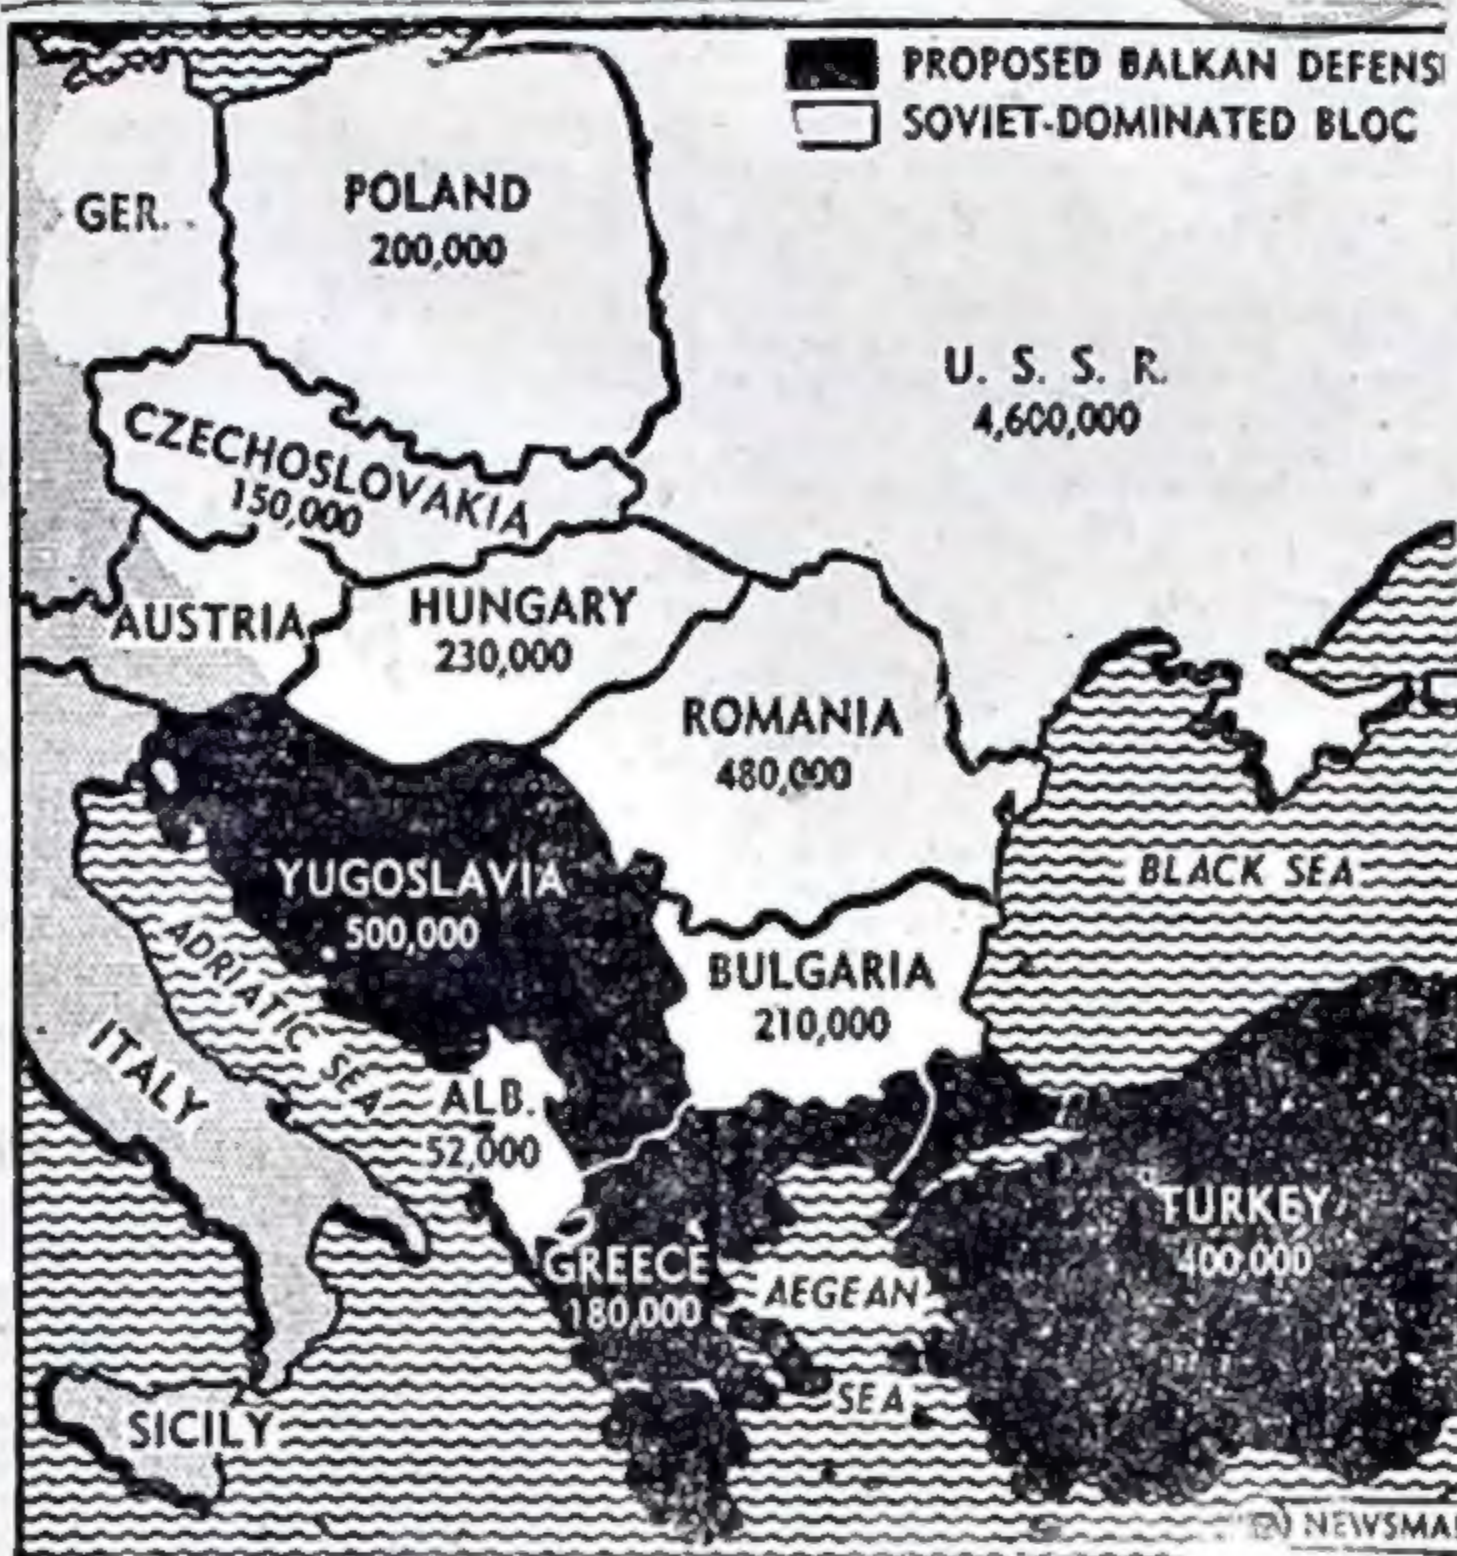 PROPOSED BALKAN DEFENS
SOVIET-DOMINATED BLOC
GER.
POLAND
200,000
U. S. S. R.
4,600,000
CZECHOSLOVAKIA
150,000
AUSTRIA
HUNGARY
230,000
ROMANIA
480,000
YUGOSLAVIA
500,000
BLACK SEA
ADRIATIC SEA
BULGARIA
210,000
ITALY
ALB.
52,000
TURKEY
400,000
GREECE
180,000
AEGEAN
SEA
SICILY
NEWSMA